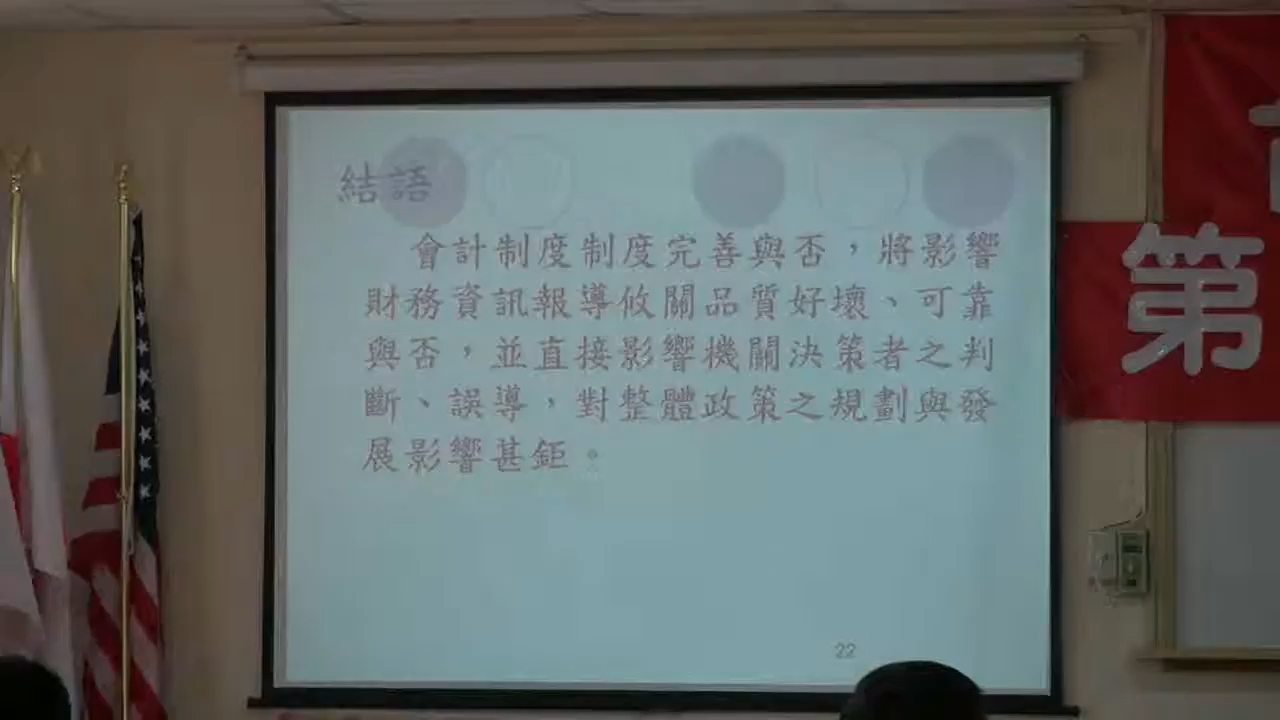 結語
會計制度制度完善與否，將影響
財務資訊報導攸關品質好壞、可靠
與否，並直接影響機關決策者之判
斷、誤導，對整體政策之規劃與發
展影響甚鉅。
22
第